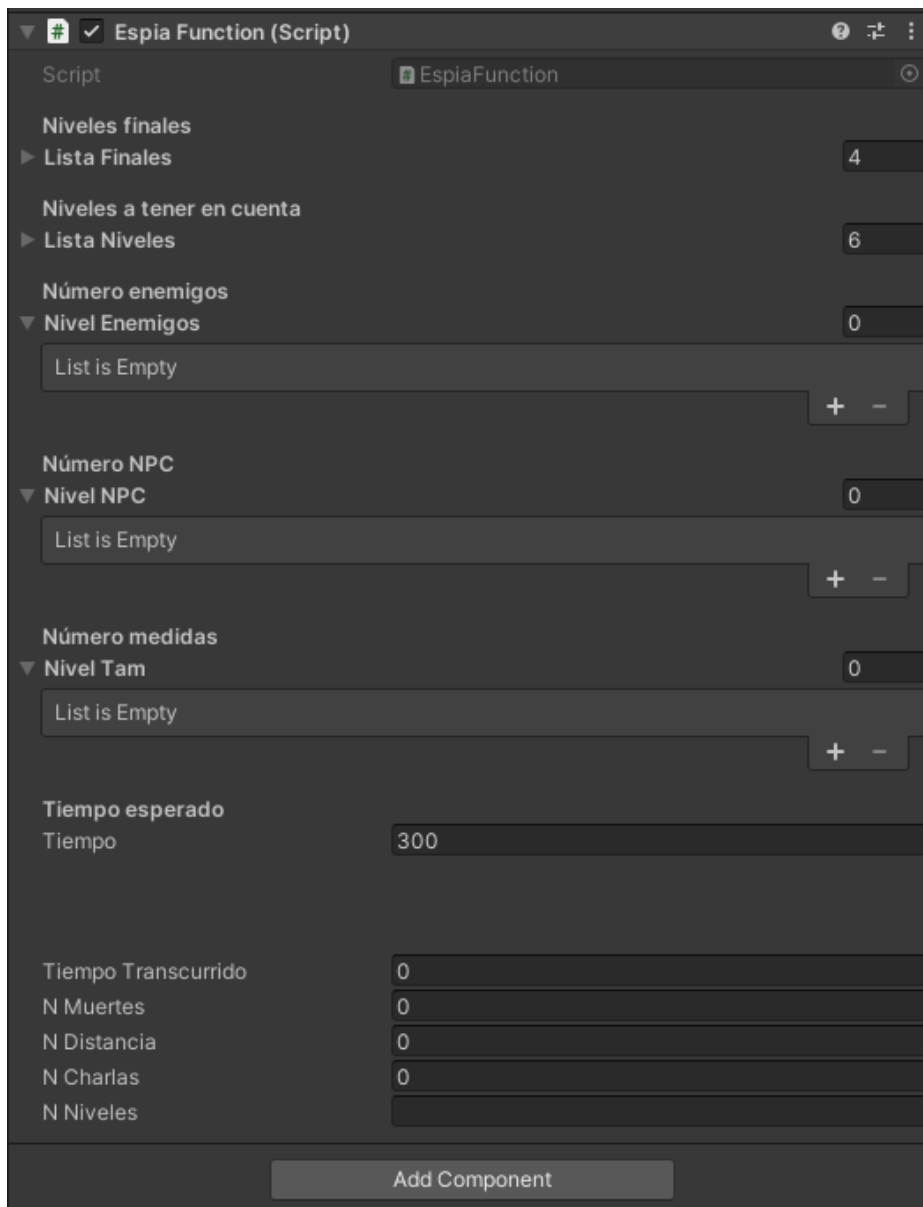 # Espia Function (Script)
Script # EspiaFunction
Niveles finales
Lista Finales 4
Niveles a tener en cuenta
Lista Niveles 6
Número enemigos
Nivel Enemigos 0
List is Empty
+ −
Número NPC
Nivel NPC 0
List is Empty
+ −
Número medidas
Nivel Tam 0
List is Empty
+ −
Tiempo esperado
Tiempo 300
Tiempo Transcurrido 0
N Muertes 0
N Distancia 0
N Charlas 0
N Niveles
Add Component